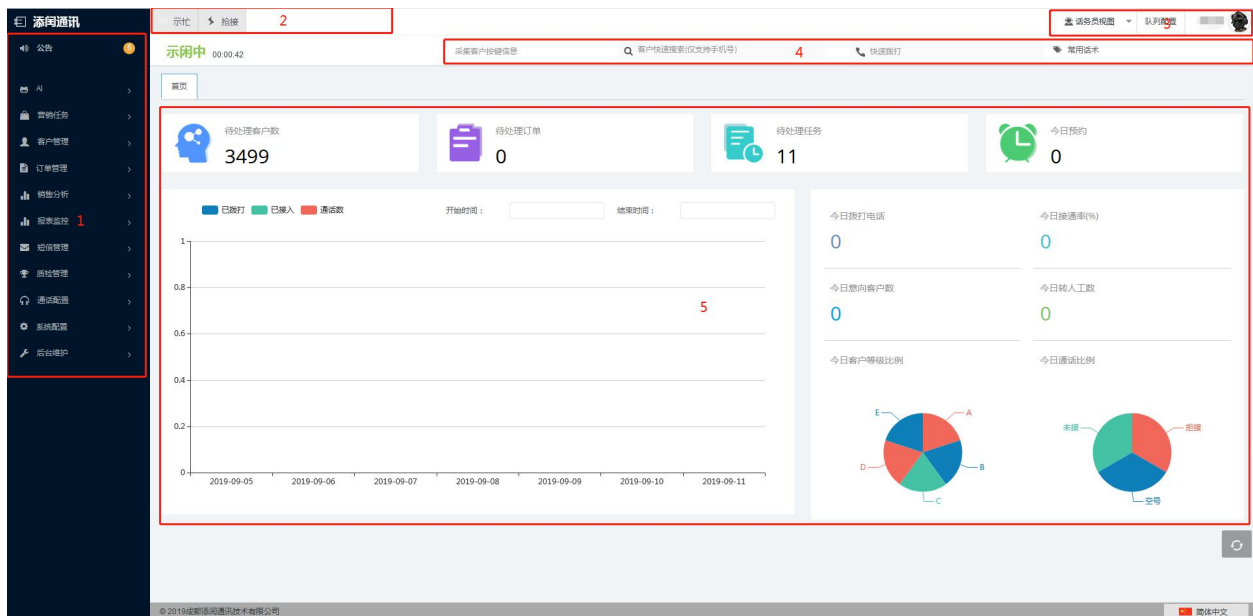 添闰通讯
示忙 抢接 2
话务员视图 队列配置 3
公告 6
示闲中 00:00:42
采集客户按键信息 客户快速搜索(仅支持手机号) 4 快速拨打 常用话术
首页
AI
营销任务
客户管理
订单管理
销售分析
报表监控 1
短信管理
质检管理
通话配置
系统配置
后台维护
待处理客户数
3499
待处理订单
0
待处理任务
11
今日预约
0
已拨打 已接入 通话数 开始时间： 结束时间：
1
0.8
0.6
0.4
0.2
0
2019-09-05 2019-09-06 2019-09-07 2019-09-08 2019-09-09 2019-09-10 2019-09-11
5
今日拨打电话
0
今日接通率(%)
0
今日意向客户数
0
今日转人工数
0
今日客户等级比例
E A
D B
C
今日通话比例
未接 拒接
空号
© 2019成都添闰通讯技术有限公司
简体中文